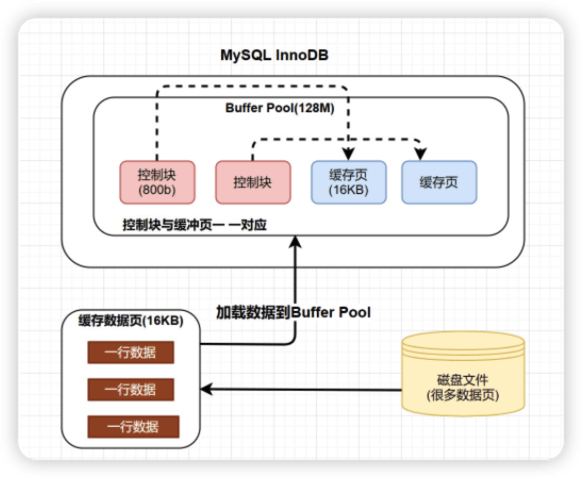 MySQL InnoDB
Buffer Pool(128M)
控制块
(800b)
控制块
缓存页
(16KB)
缓存页
控制块与缓冲页一 一对应
加载数据到Buffer Pool
缓存数据页(16KB)
一行数据
一行数据
一行数据
磁盘文件
(很多数据页)